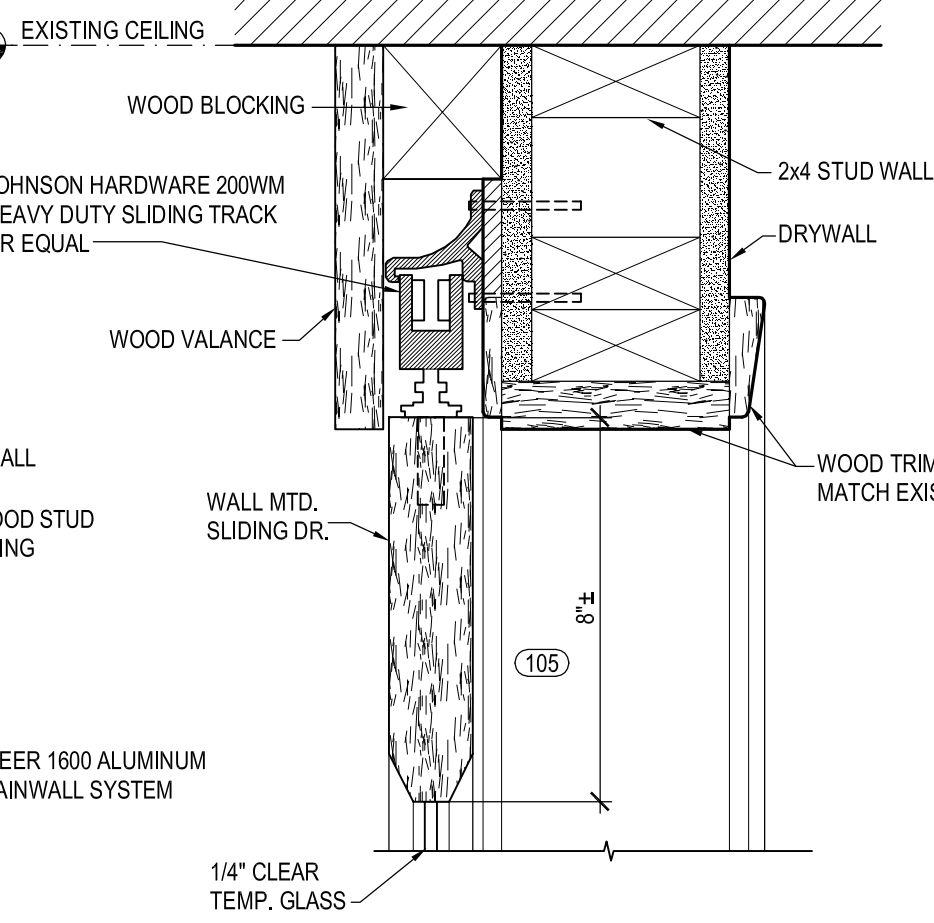 EXISTING CEILING
WOOD BLOCKING
2x4 STUD WALL
OHNSON HARDWARE 200WM
EAVY DUTY SLIDING TRACK
R EQUAL
DRYWALL
WOOD VALANCE
ALL
WOOD TRIM
MATCH EXIS
WALL MTD.
SLIDING DR.
OOD STUD
ING
8"±
105
EER 1600 ALUMINUM
AINWALL SYSTEM
1/4" CLEAR
TEMP. GLASS